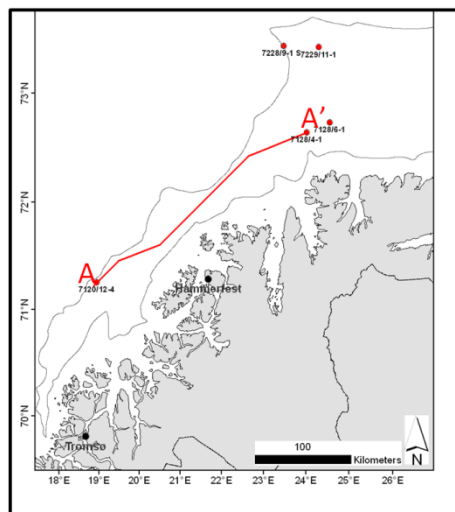 7228/9-1 S 7229/11-1
73°N
A'
7128/6-1
7128/4-1
72°N
A
7120/12-4
Hammerfest
71°N
70°N
Tromsø
100
Kilometers
N
18°E 19°E 20°E 21°E 22°E 23°E 24°E 25°E 26°E